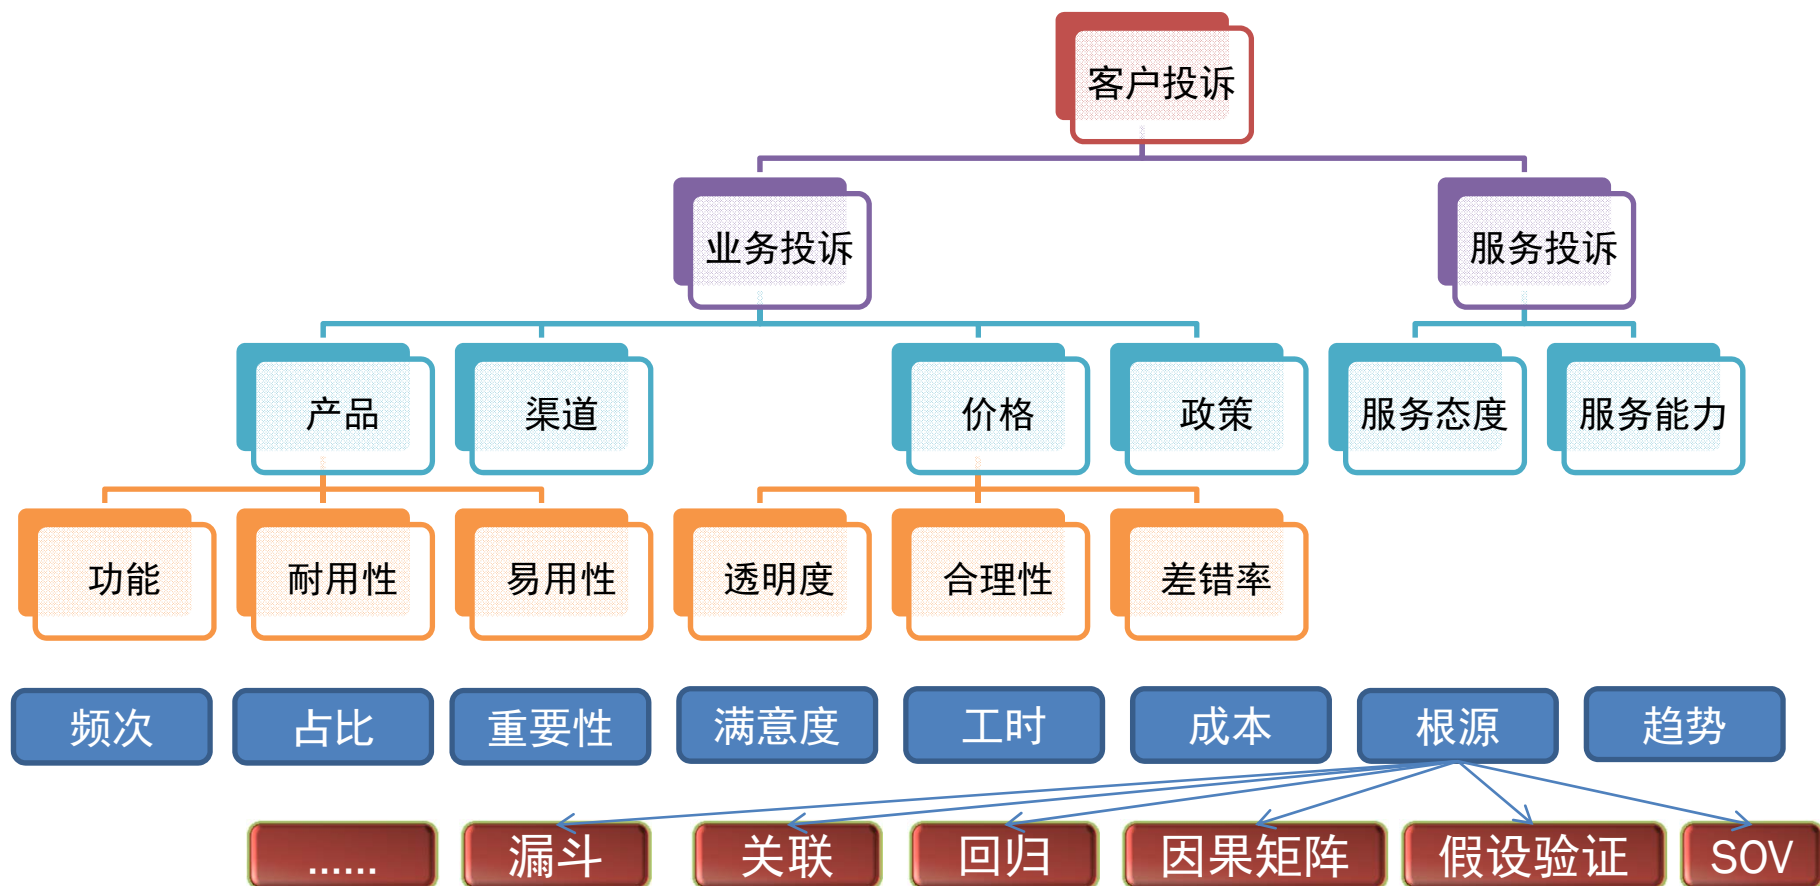 客户投诉
业务投诉
服务投诉
产品
渠道
价格
政策
服务态度
服务能力
功能
耐用性
易用性
透明度
合理性
差错率
频次
占比
重要性
满意度
工时
成本
根源
趋势
......
漏斗
关联
回归
因果矩阵
假设验证
SOV